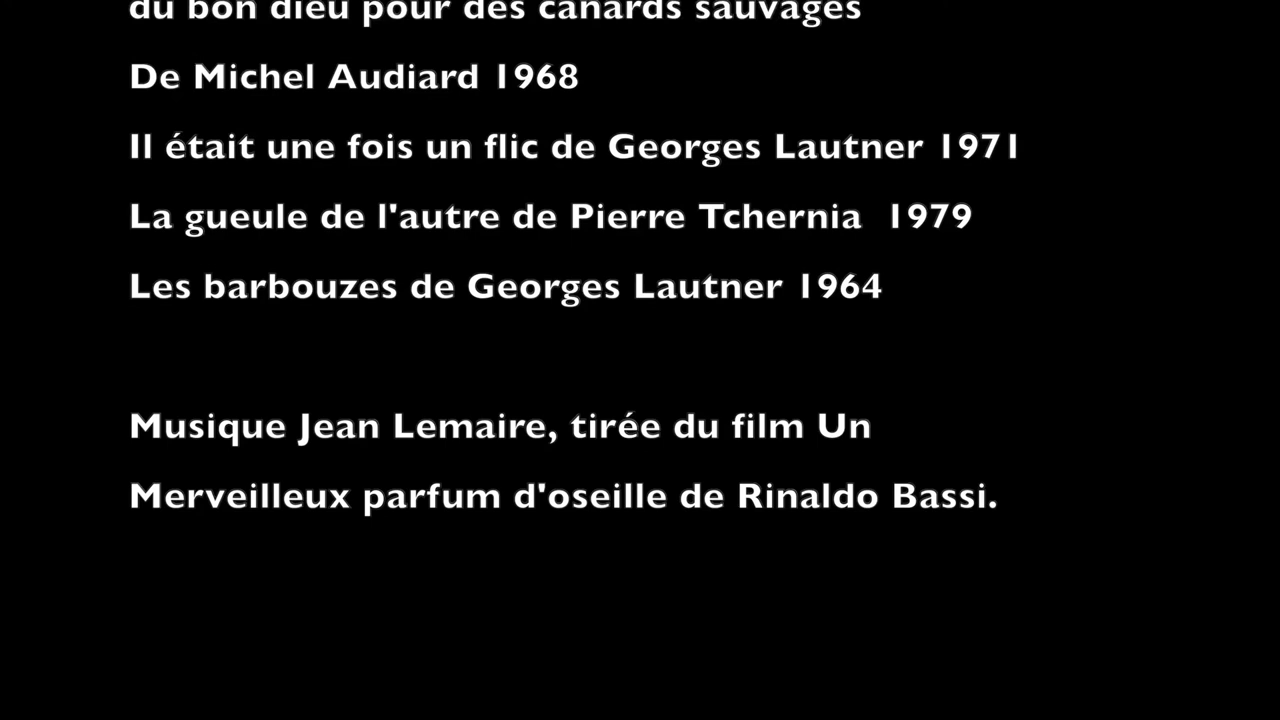 du bon dieu pour des canards sauvages
De Michel Audiard 1968
Il était une fois un flic de Georges Lautner 1971
La gueule de l'autre de Pierre Tchernia  1979
Les barbouzes de Georges Lautner 1964
Musique Jean Lemaire, tirée du film Un
Merveilleux parfum d'oseille de Rinaldo Bassi.